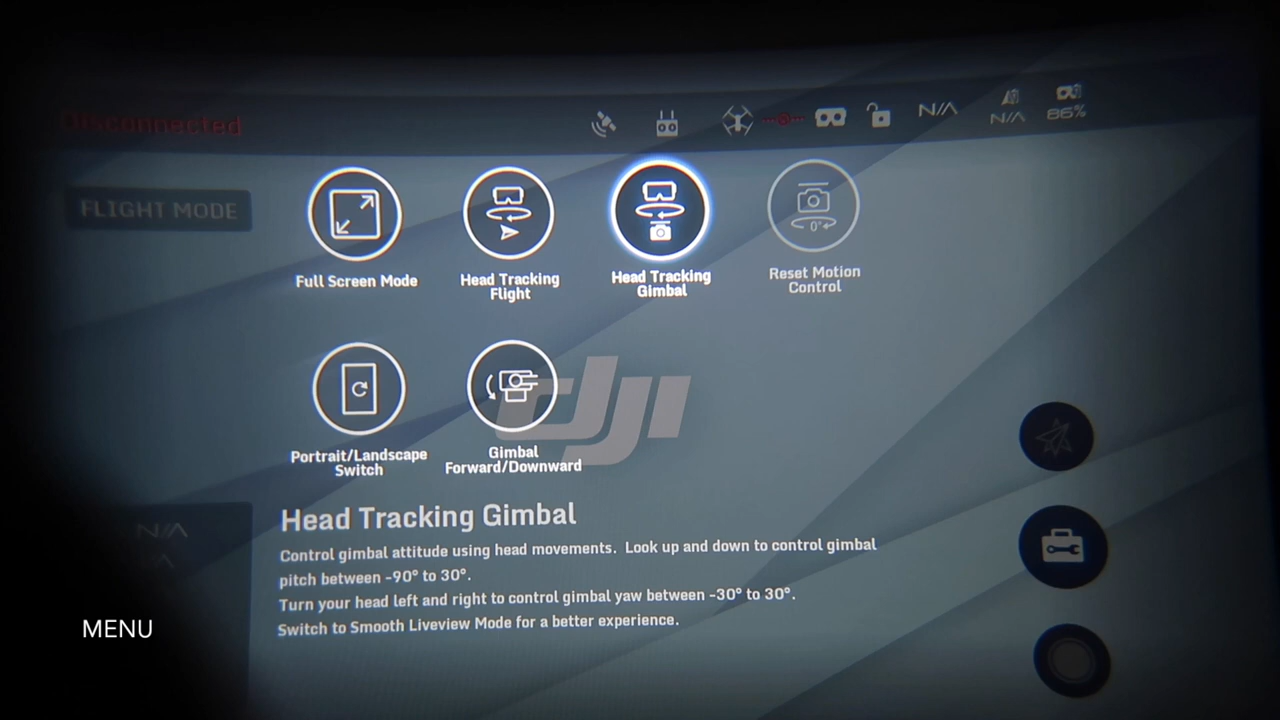 Disconnected
N/A
N/A
86%
FLIGHT MODE
Full Screen Mode
Head Tracking
Flight
Head Tracking
Gimbal
Reset Motion
Control
0°
Portrait/Landscape
Switch
Gimbal
Forward/Downward
dji
N/A
Head Tracking Gimbal
Control gimbal attitude using head movements. Look up and down to control gimbal
pitch between -90° to 30°.
Turn your head left and right to control gimbal yaw between -30° to 30°.
Switch to Smooth Liveview Mode for a better experience.
MENU